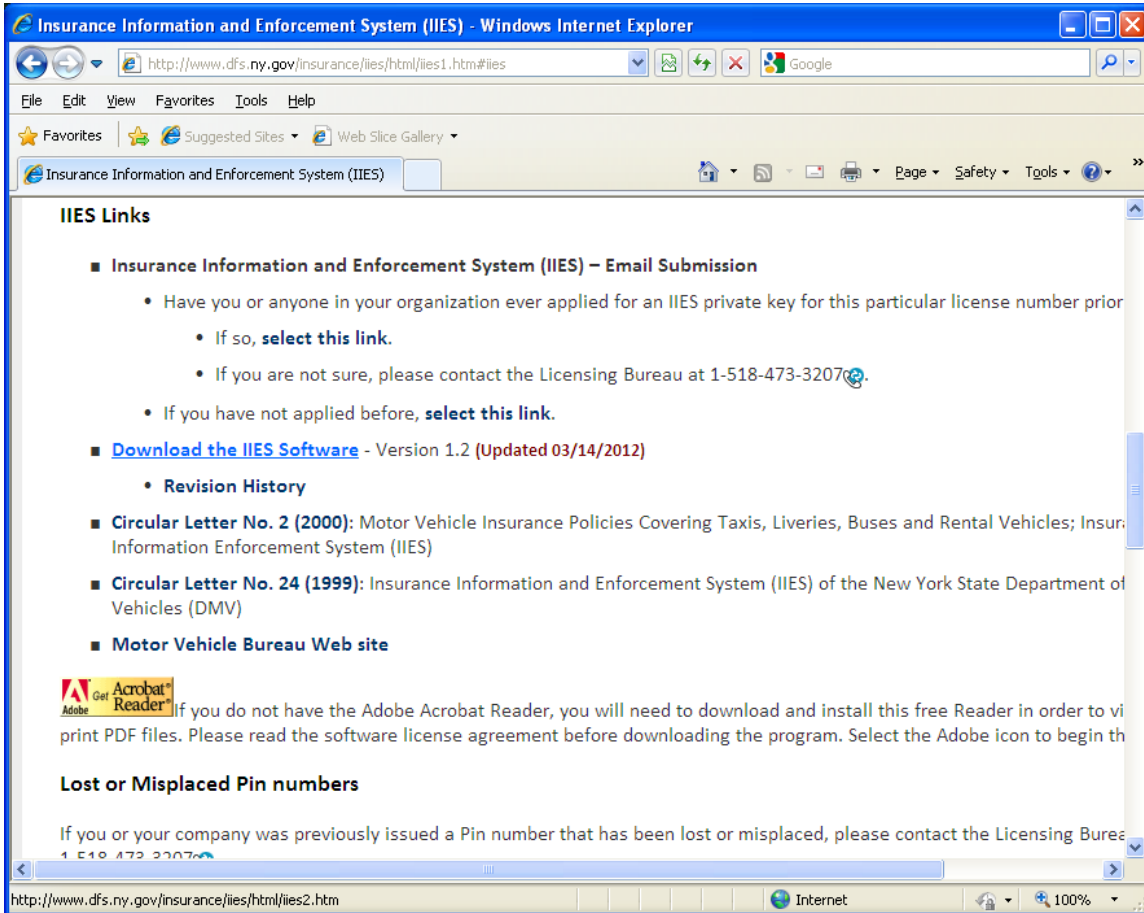 Insurance Information and Enforcement System (IIES) - Windows Internet Explorer
http://www.dfs.ny.gov/insurance/iies/html/iies1.htm#iies
Google
File Edit View Favorites Tools Help
Favorites Suggested Sites Web Slice Gallery
Insurance Information and Enforcement System (IIES) Page Safety Tools »
IIES Links
■ Insurance Information and Enforcement System (IIES) – Email Submission
• Have you or anyone in your organization ever applied for an IIES private key for this particular license number prior
• If so, select this link.
• If you are not sure, please contact the Licensing Bureau at 1-518-473-3207.
• If you have not applied before, select this link.
■ Download the IIES Software - Version 1.2 (Updated 03/14/2012)
• Revision History
■ Circular Letter No. 2 (2000): Motor Vehicle Insurance Policies Covering Taxis, Liveries, Buses and Rental Vehicles; Insura
Information Enforcement System (IIES)
■ Circular Letter No. 24 (1999): Insurance Information and Enforcement System (IIES) of the New York State Department of
Vehicles (DMV)
■ Motor Vehicle Bureau Web site
Adobe Get Acrobat® Reader® If you do not have the Adobe Acrobat Reader, you will need to download and install this free Reader in order to vi
print PDF files. Please read the software license agreement before downloading the program. Select the Adobe icon to begin th
Lost or Misplaced Pin numbers
If you or your company was previously issued a Pin number that has been lost or misplaced, please contact the Licensing Burea
1-518-473-3207
http://www.dfs.ny.gov/insurance/iies/html/iies2.htm Internet 100%